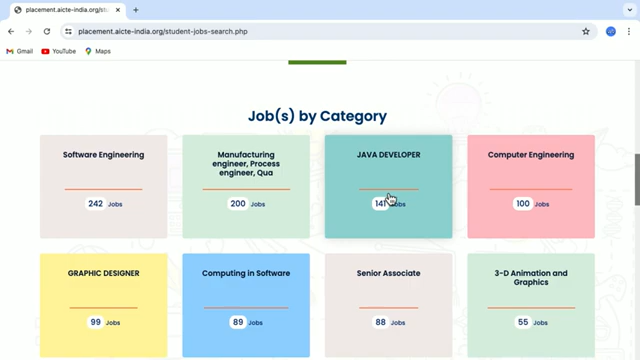 placement.aicte-india.org/stu
placement.aicte-india.org/student-jobs-search.php
Gmail
YouTube
Maps
Job(s) by Category
Software Engineering
242 Jobs
Manufacturing
engineer, Process
engineer, Qua
200 Jobs
JAVA DEVELOPER
141 Jobs
Computer Engineering
100 Jobs
GRAPHIC DESIGNER
99 Jobs
Computing in Software
89 Jobs
Senior Associate
88 Jobs
3-D Animation and
Graphics
55 Jobs